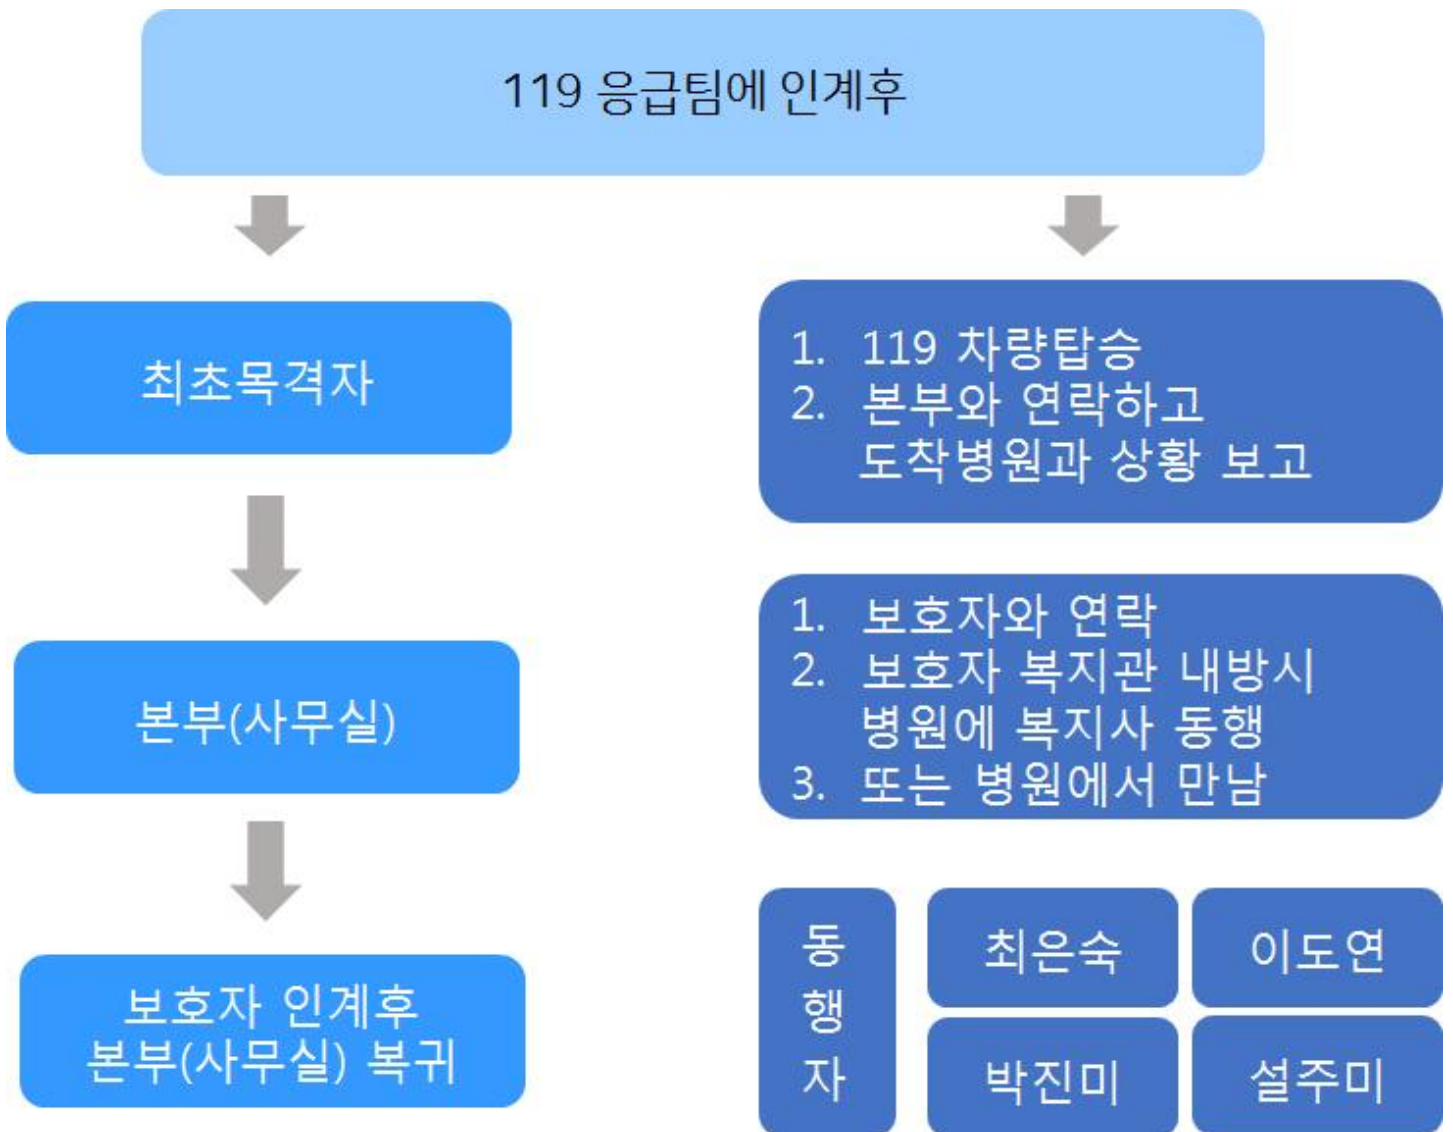 119 응급팀에 인계후
최초목격자
1. 119 차량탑승
2. 본부와 연락하고
도착병원과 상황 보고
본부(사무실)
1. 보호자와 연락
2. 보호자 복지관 내방시
병원에 복지사 동행
3. 또는 병원에서 만남
보호자 인계후
본부(사무실) 복귀
동
행
자
최은숙
이도연
박진미
설주미